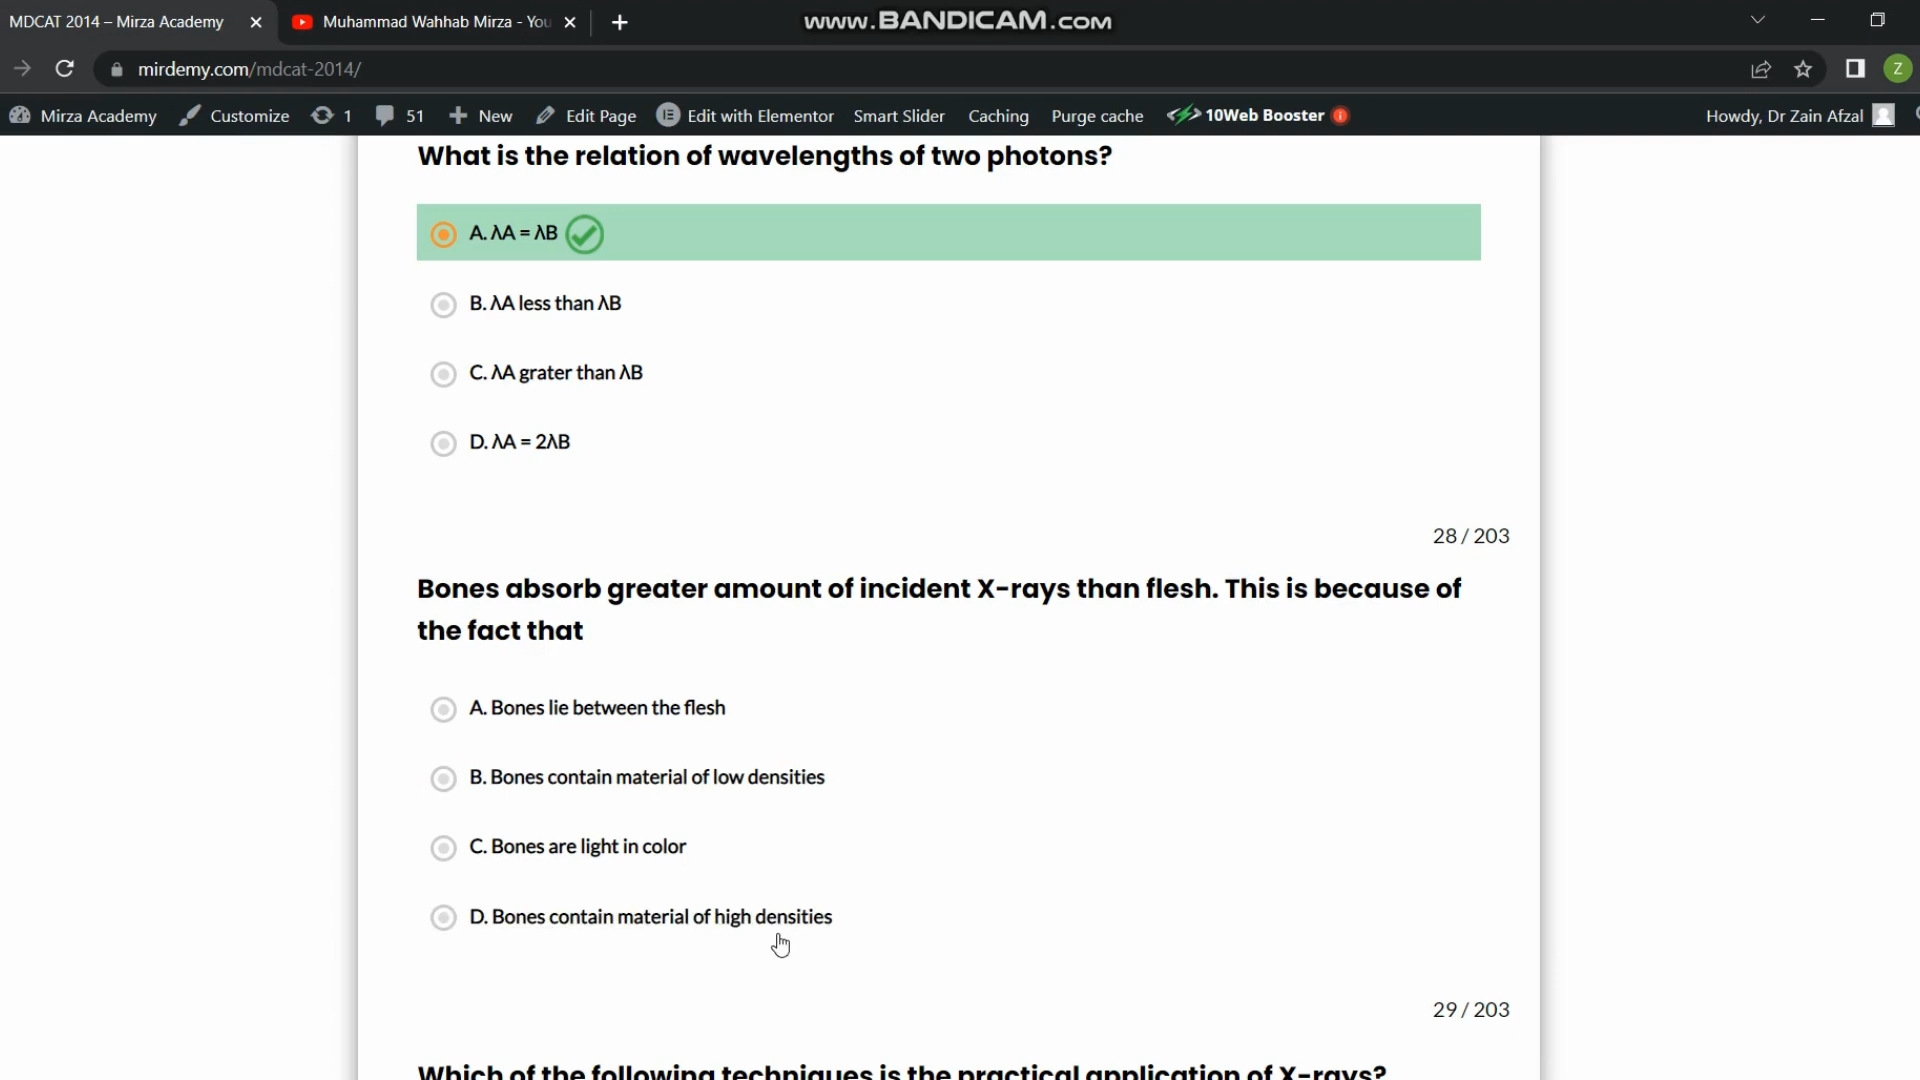 MDCAT 2014 – Mirza Academy
Muhammad Wahhab Mirza - You
www.BANDICAM.com
mirdemy.com/mdcat-2014/
Z
Mirza Academy
Customize
1
51
New
Edit Page
Edit with Elementor
Smart Slider
Caching
Purge cache
10Web Booster
Howdy, Dr Zain Afzal
What is the relation of wavelengths of two photons?
A. λA = λB
B. λA less than λB
C. λA grater than λB
D. λA = 2λB
28 / 203
Bones absorb greater amount of incident X-rays than flesh. This is because of
the fact that
A. Bones lie between the flesh
B. Bones contain material of low densities
C. Bones are light in color
D. Bones contain material of high densities
29 / 203
Which of the following techniques is the practical application of X-rays?